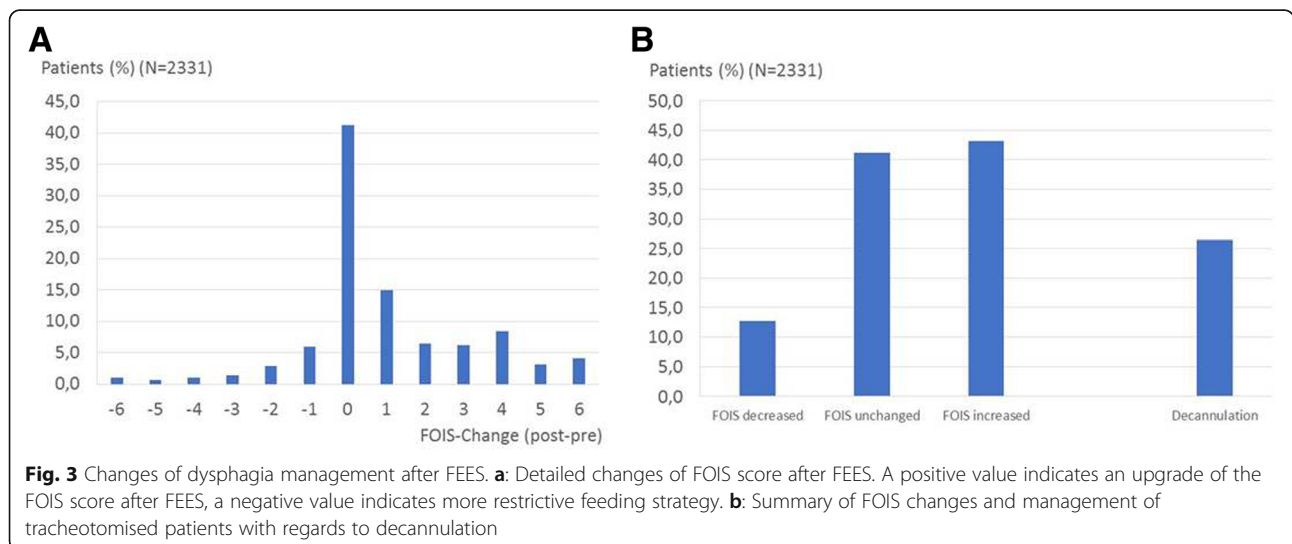 A
Patients (%) (N=2331)
45,0
40,0
35,0
30,0
25,0
20,0
15,0
10,0
5,0
0,0
-6 -5 -4 -3 -2 -1 0 1 2 3 4 5 6
FOIS-Change (post-pre)
B
Patients (%) (N=2331)
50,0
45,0
40,0
35,0
30,0
25,0
20,0
15,0
10,0
5,0
0,0
FOIS decreased FOIS unchanged FOIS increased Decannulation
Fig. 3 Changes of dysphagia management after FEES. a: Detailed changes of FOIS score after FEES. A positive value indicates an upgrade of the
FOIS score after FEES, a negative value indicates more restrictive feeding strategy. b: Summary of FOIS changes and management of
tracheotomised patients with regards to decannulation